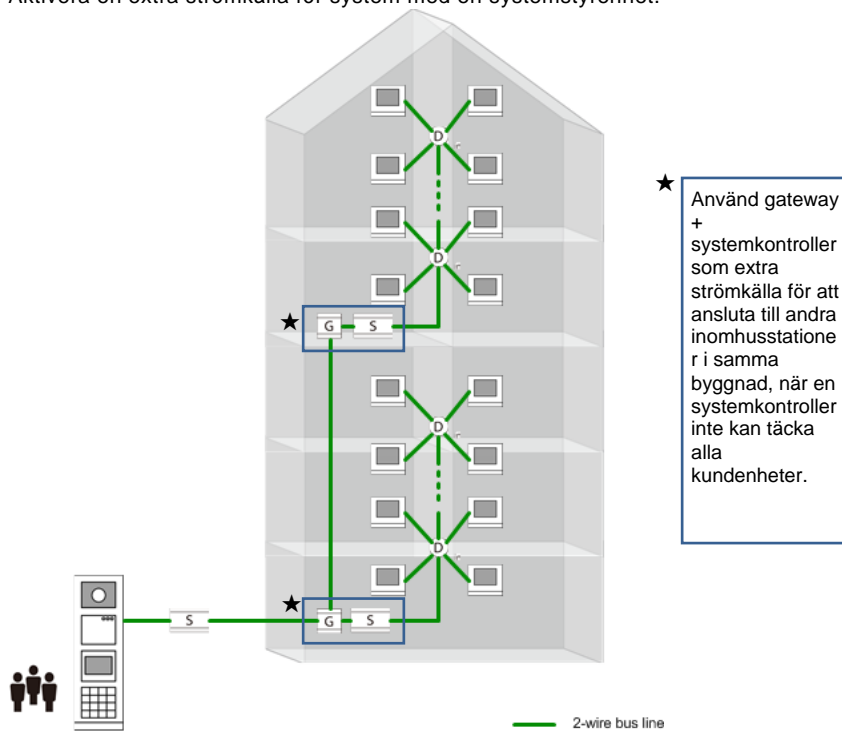 Aktivera en extra strömkälla för system med en systemstyrenhet.
D
D
★
G S
D
D
★
G S
S
★
Använd gateway
+
systemkontroller
som extra
strömkälla för att
ansluta till andra
inomhusstatione
r i samma
byggnad, när en
systemkontroller
inte kan täcka
alla
kundenheter.
2-wire bus line